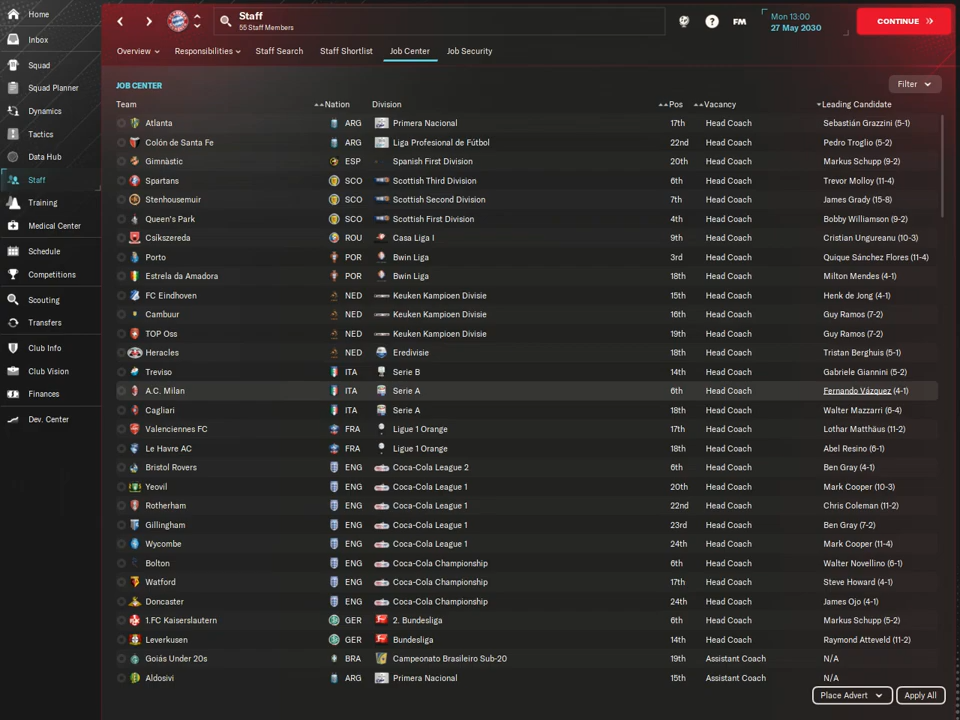 Home
Inbox
Squad
Squad Planner
Dynamics
Tactics
Data Hub
Staff
Training
Medical Center
Schedule
Competitions
Scouting
Transfers
Club Info
Club Vision
Finances
Dev. Center
Staff
55 Staff Members
? FM
Mon 13:00
27 May 2030
CONTINUE
Overview Responsibilities Staff Search Staff Shortlist Job Center Job Security
JOB CENTER
Filter
Team Nation Division Pos Vacancy Leading Candidate
Atlanta ARG Primera Nacional 17th Head Coach Sebastián Grazzini (5-1)
Colón de Santa Fe ARG Liga Profesional de Fútbol 22nd Head Coach Pedro Troglio (5-2)
Gimnàstic ESP Spanish First Division 20th Head Coach Markus Schupp (9-2)
Spartans SCO Scottish Third Division 6th Head Coach Trevor Molloy (11-4)
Stenhousemuir SCO Scottish Second Division 7th Head Coach James Grady (15-8)
Queen's Park SCO Scottish First Division 4th Head Coach Bobby Williamson (9-2)
Csíkszereda ROU Casa Liga I 9th Head Coach Cristian Ungureanu (10-3)
Porto POR Bwin Liga 3rd Head Coach Quique Sánchez Flores (11-4)
Estrela da Amadora POR Bwin Liga 18th Head Coach Milton Mendes (4-1)
FC Eindhoven NED Keuken Kampioen Divisie 15th Head Coach Henk de Jong (4-1)
Cambuur NED Keuken Kampioen Divisie 16th Head Coach Guy Ramos (7-2)
TOP Oss NED Keuken Kampioen Divisie 19th Head Coach Guy Ramos (7-2)
Heracles NED Eredivisie 18th Head Coach Tristan Berghuis (5-1)
Treviso ITA Serie B 14th Head Coach Gabriele Giannini (5-2)
A.C. Milan ITA Serie A 6th Head Coach Fernando Vázquez (4-1)
Cagliari ITA Serie A 18th Head Coach Walter Mazzarri (6-4)
Valenciennes FC FRA Ligue 1 Orange 17th Head Coach Lothar Matthäus (11-2)
Le Havre AC FRA Ligue 1 Orange 18th Head Coach Abel Resino (6-1)
Bristol Rovers ENG Coca-Cola League 2 6th Head Coach Ben Gray (4-1)
Yeovil ENG Coca-Cola League 1 20th Head Coach Mark Cooper (10-3)
Rotherham ENG Coca-Cola League 1 22nd Head Coach Chris Coleman (11-2)
Gillingham ENG Coca-Cola League 1 23rd Head Coach Ben Gray (7-2)
Wycombe ENG Coca-Cola League 1 24th Head Coach Mark Cooper (11-4)
Bolton ENG Coca-Cola Championship 6th Head Coach Walter Novellino (6-1)
Watford ENG Coca-Cola Championship 17th Head Coach Steve Howard (4-1)
Doncaster ENG Coca-Cola Championship 24th Head Coach James Ojo (4-1)
1.FC Kaiserslautern GER 2. Bundesliga 6th Head Coach Markus Schupp (5-2)
Leverkusen GER Bundesliga 14th Head Coach Raymond Atteveld (11-2)
Goiás Under 20s BRA Campeonato Brasileiro Sub-20 19th Assistant Coach N/A
Aldosivi ARG Primera Nacional 15th Assistant Coach N/A
Place Advert Apply All